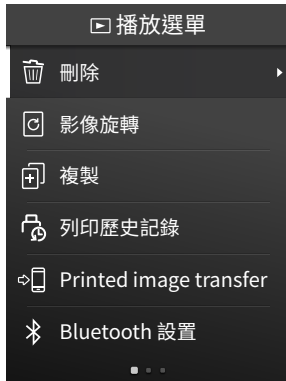 播放選單
刪除
影像旋轉
複製
列印歷史記錄
Printed image transfer
Bluetooth 設置